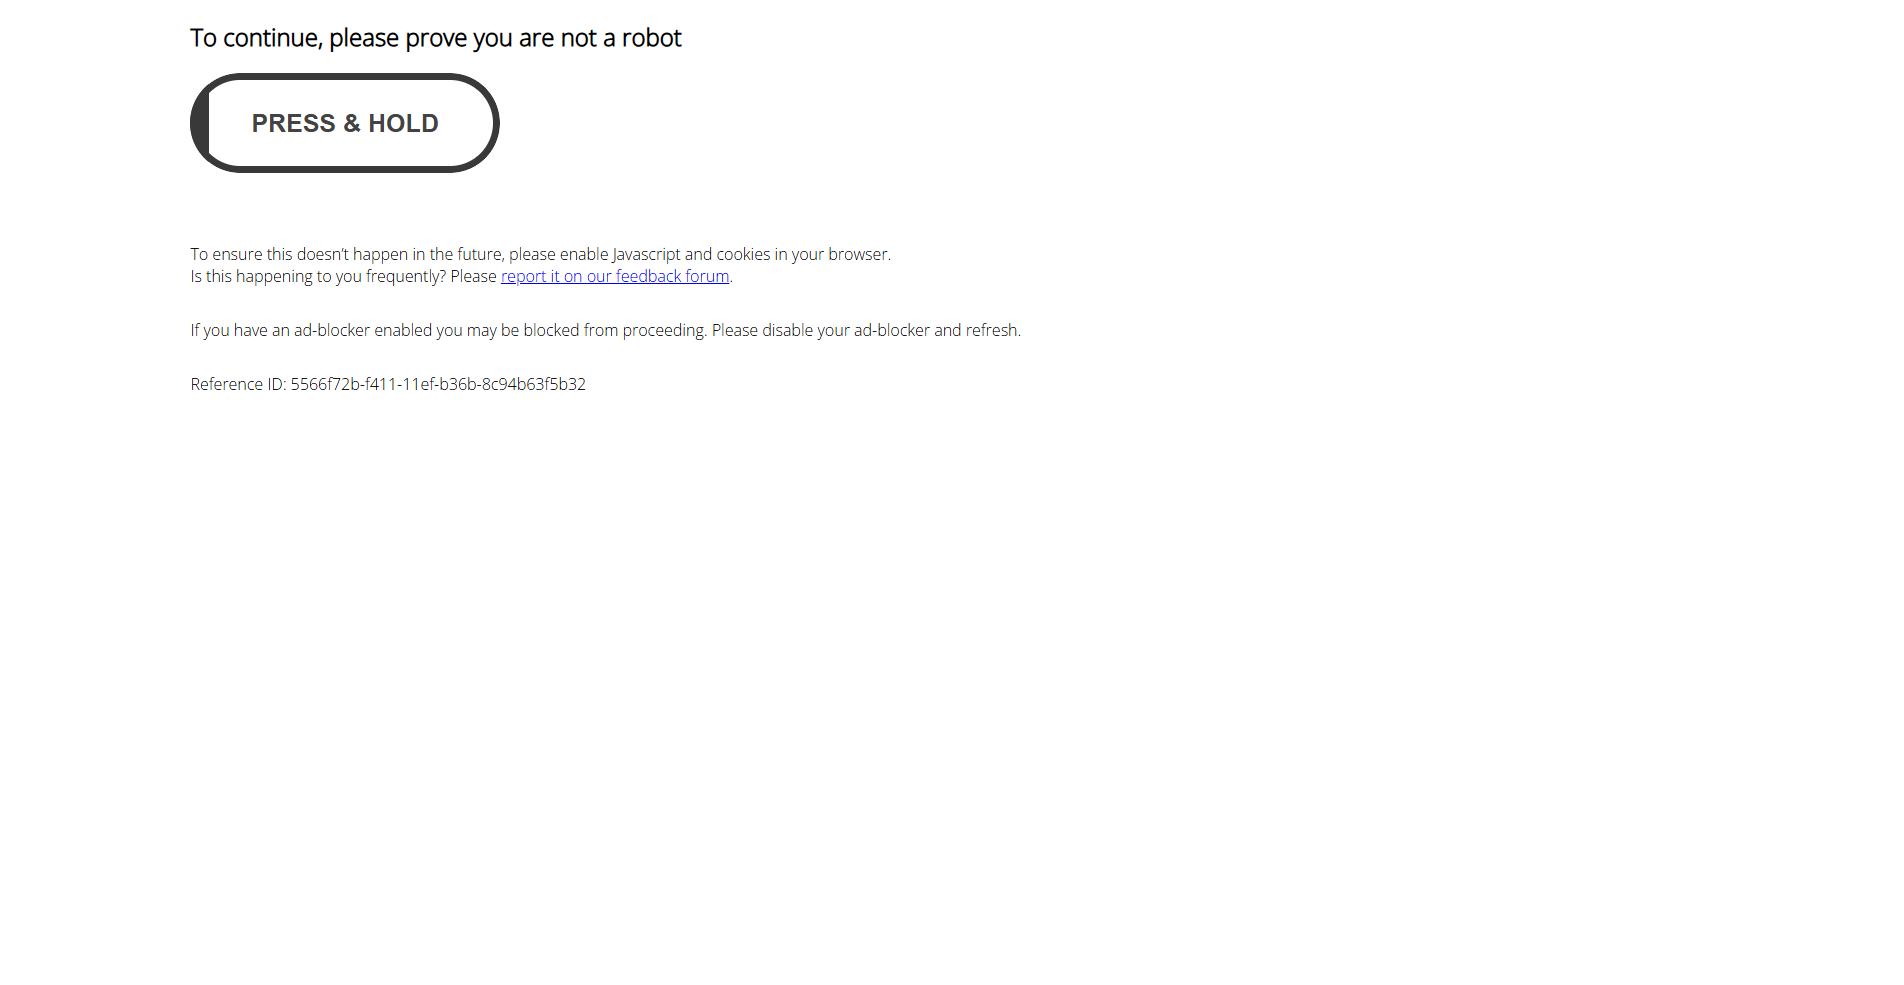 To continue, please prove you are not a robot
PRESS & HOLD
To ensure this doesn’t happen in the future, please enable Javascript and cookies in your browser.
Is this happening to you frequently? Please report it on our feedback forum.
If you have an ad-blocker enabled you may be blocked from proceeding. Please disable your ad-blocker and refresh.
Reference ID: 5566f72b-f411-11ef-b36b-8c94b63f5b32